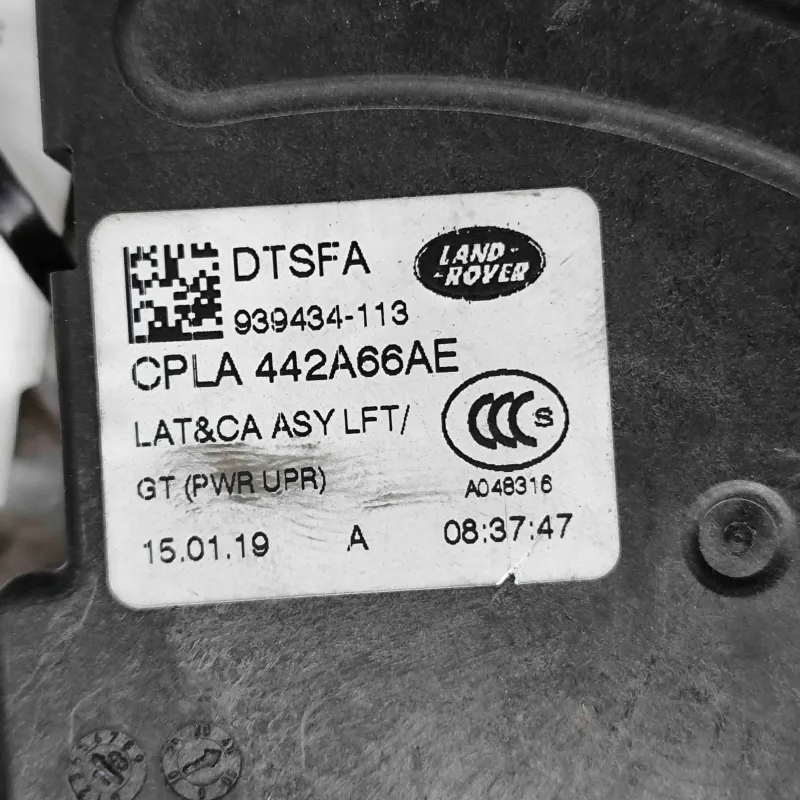 DTSFA
LAND-
-ROVER
939434-113
CPLA 442A66AE
LAT&CA ASY LFT/
CCC S
GT (PWR UPR)
A048316
15.01.19 A 08:37:47